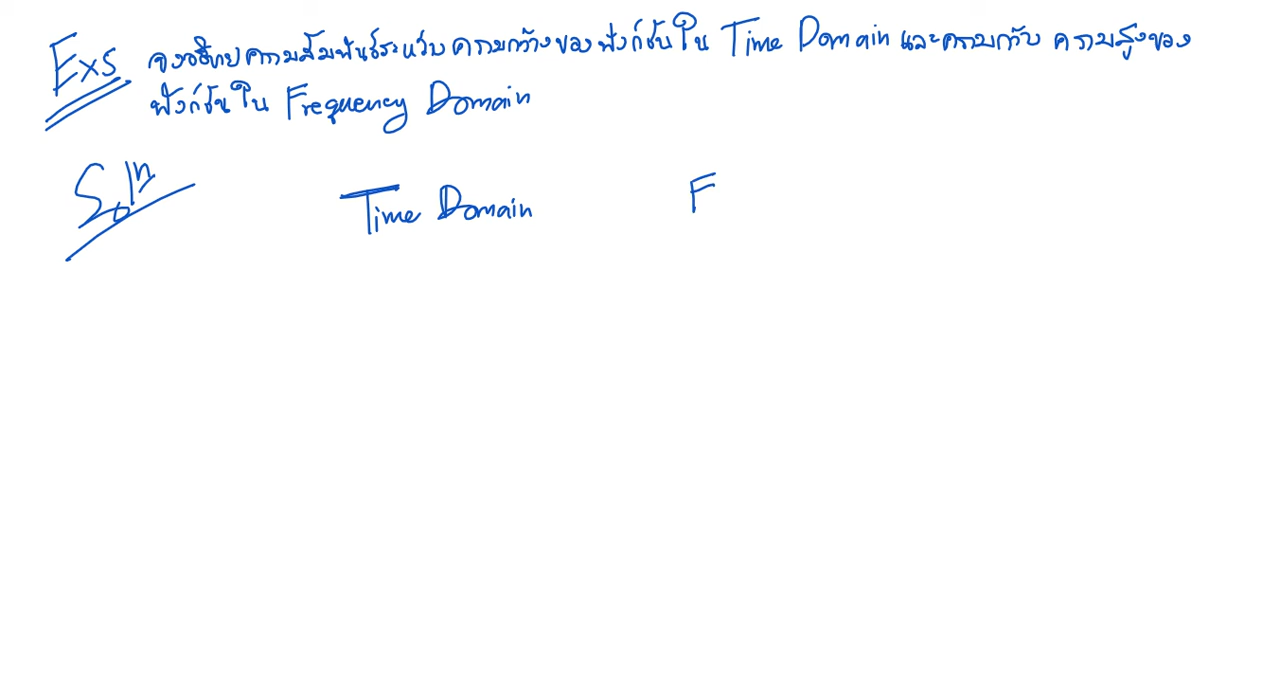 Ex5 จงอธิบายความสัมพันธ์ระหว่าง ความกว้างของฟังก์ชันใน Time Domain และความกว้าง ความสูงของ
ฟังก์ชันใน Frequency Domain
Soln Time Domain F